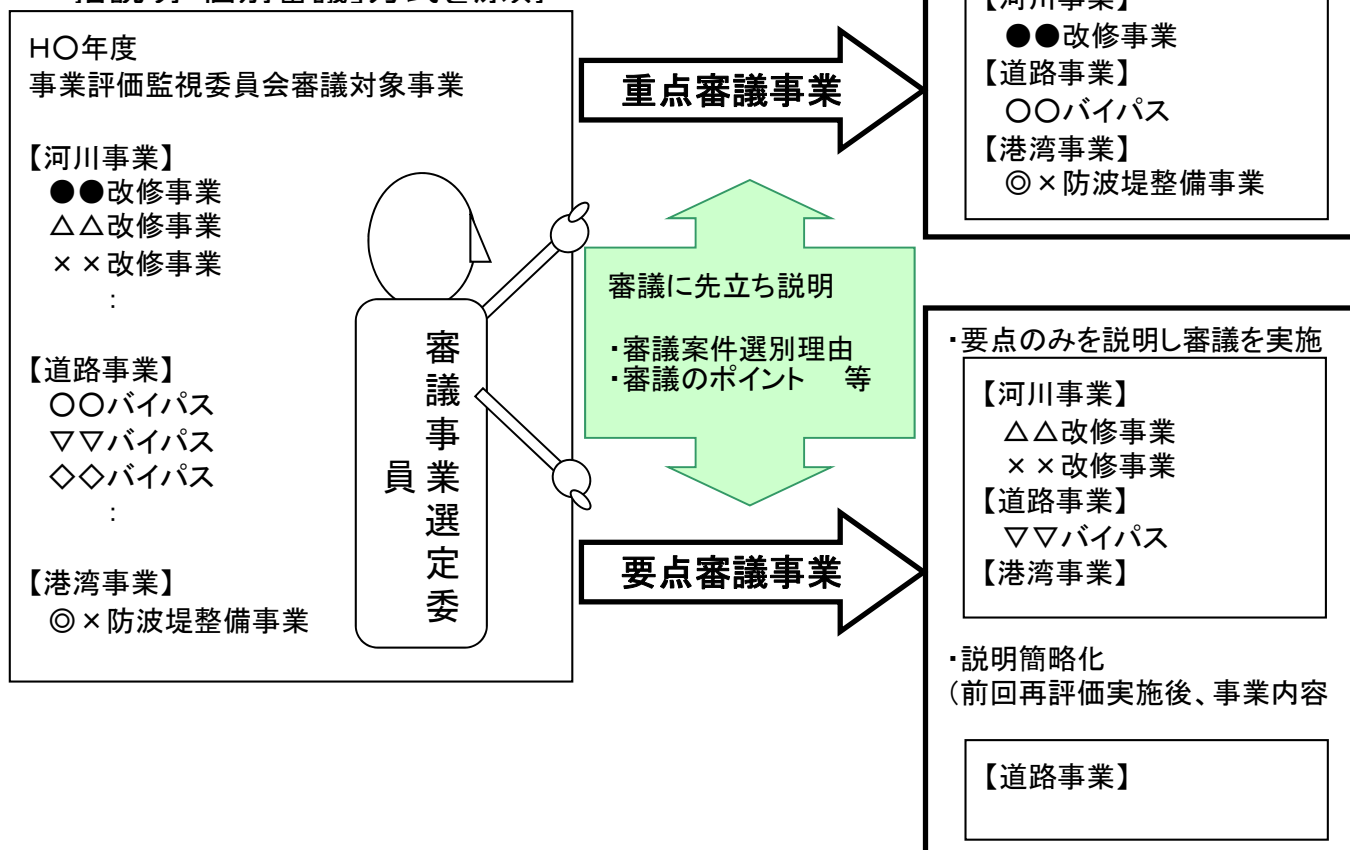 H〇年度
事業評価監視委員会審議対象事業
【河川事業】
●●改修事業
△△改修事業
××改修事業
:
【道路事業】
〇〇バイパス
▽▽バイパス
◇◇バイパス
:
【港湾事業】
◎×防波堤整備事業
審議事業選定委
員
重点審議事業
審議に先立ち説明
・審議案件選別理由
・審議のポイント　等
要点審議事業
●●改修事業
【道路事業】
〇〇バイパス
【港湾事業】
◎×防波堤整備事業
・要点のみを説明し審議を実施
【河川事業】
△△改修事業
××改修事業
【道路事業】
▽▽バイパス
【港湾事業】
・説明簡略化
（前回再評価実施後、事業内容
【道路事業】